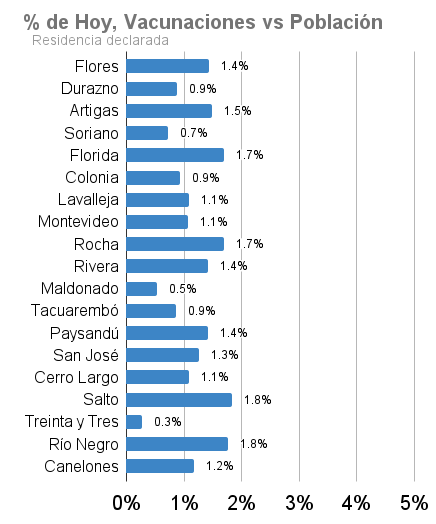 % de Hoy, Vacunaciones vs Población
Residencia declarada
Flores 1.4%
Durazno 0.9%
Artigas 1.5%
Soriano 0.7%
Florida 1.7%
Colonia 0.9%
Lavalleja 1.1%
Montevideo 1.1%
Rocha 1.7%
Rivera 1.4%
Maldonado 0.5%
Tacuarembó 0.9%
Paysandú 1.4%
San José 1.3%
Cerro Largo 1.1%
Salto 1.8%
Treinta y Tres 0.3%
Río Negro 1.8%
Canelones 1.2%
0% 1% 2% 3% 4% 5%